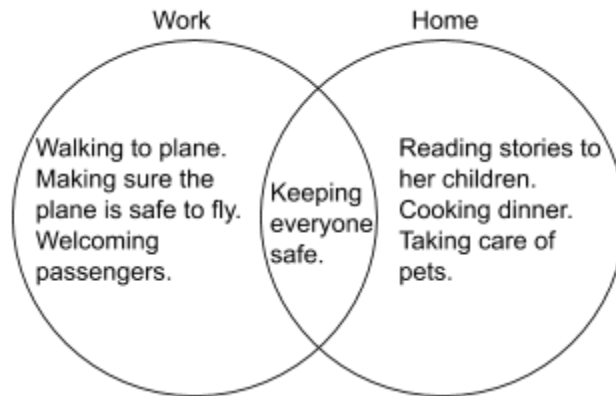 Work
Home
Walking to plane.
Making sure the
plane is safe to fly.
Welcoming
passengers.
Keeping
everyone
safe.
Reading stories to
her children.
Cooking dinner.
Taking care of
pets.